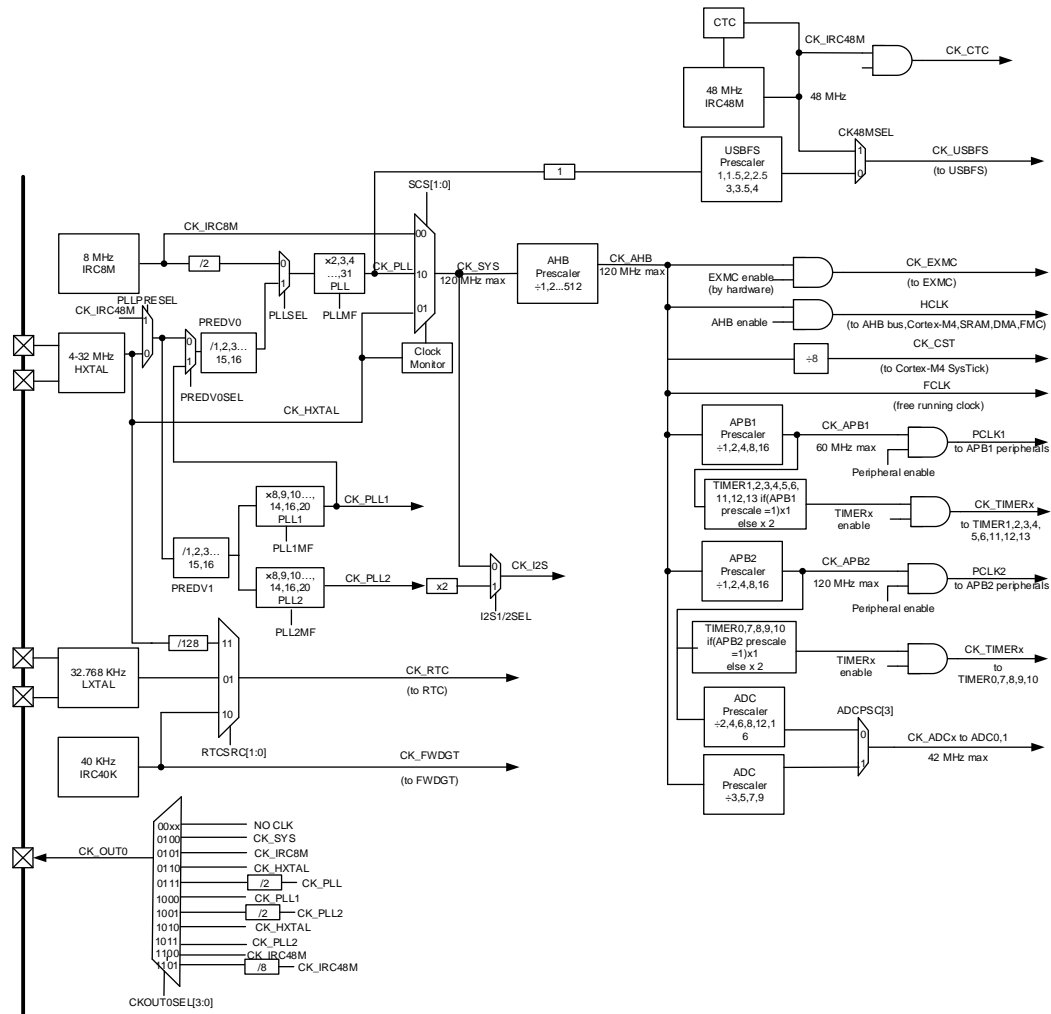 CTC
CK_IRC48M
CK_CTC
48 MHz
IRC48M
48 MHz
CK48MSEL
1
0
CK_USBFS
(to USBFS)
USBFS
Prescaler
1,1.5,2,2.5
3,3.5,4
1
SCS[1:0]
CK_IRC8M
8 MHz
IRC8M
/2
0
1
PLLSEL
×2,3,4
...,31
PLL
PLLMF
CK_PLL
00
10
01
CK_SYS
120 MHz max
AHB
Prescaler
÷1,2...512
CK_AHB
120 MHz max
EXMC enable
(by hardware)
CK_EXMC
(to EXMC)
AHB enable
HCLK
(to AHB bus,Cortex-M4,SRAM,DMA,FMC)
÷8
CK_CST
(to Cortex-M4 SysTick)
FCLK
(free running clock)
PLLPRESEL
CK_IRC48M
1
0
4-32 MHz
HXTAL
PREDV0
0
1
/1,2,3...
15,16
PREDV0SEL
Clock
Monitor
CK_HXTAL
APB1
Prescaler
÷1,2,4,8,16
CK_APB1
60 MHz max
Peripheral enable
PCLK1
to APB1 peripherals
TIMER1,2,3,4,5,6,
11,12,13 if(APB1
prescale =1)x1
else x 2
TIMERx
enable
CK_TIMERx
to TIMER1,2,3,4,
5,6,11,12,13
×8,9,10...,
14,16,20
PLL1
PLL1MF
CK_PLL1
/1,2,3...
15,16
PREDV1
×8,9,10...,
14,16,20
PLL2
PLL2MF
CK_PLL2
x2
0
1
CK_I2S
I2S1/2SEL
APB2
Prescaler
÷1,2,4,8,16
CK_APB2
120 MHz max
Peripheral enable
PCLK2
to APB2 peripherals
TIMER0,7,8,9,10
if(APB2 prescale
=1)x1
else x 2
TIMERx
enable
CK_TIMERx
to
TIMER0,7,8,9,10
/128
11
01
10
32.768 KHz
LXTAL
CK_RTC
(to RTC)
RTCSRC[1:0]
40 KHz
IRC40K
CK_FWDGT
(to FWDGT)
ADC
Prescaler
÷2,4,6,8,12,1
6
ADCPSC[3]
0
1
CK_ADCx to ADC0,1
42 MHz max
ADC
Prescaler
÷3,5,7,9
CK_OUT0
00xx
NO CLK
0100
CK_SYS
0101
CK_IRC8M
0110
CK_HXTAL
0111
/2
CK_PLL
1000
CK_PLL1
1001
/2
CK_PLL2
1010
CK_HXTAL
1011
CK_PLL2
1100
CK_IRC48M
1101
/8
CK_IRC48M
CKOUT0SEL[3:0]